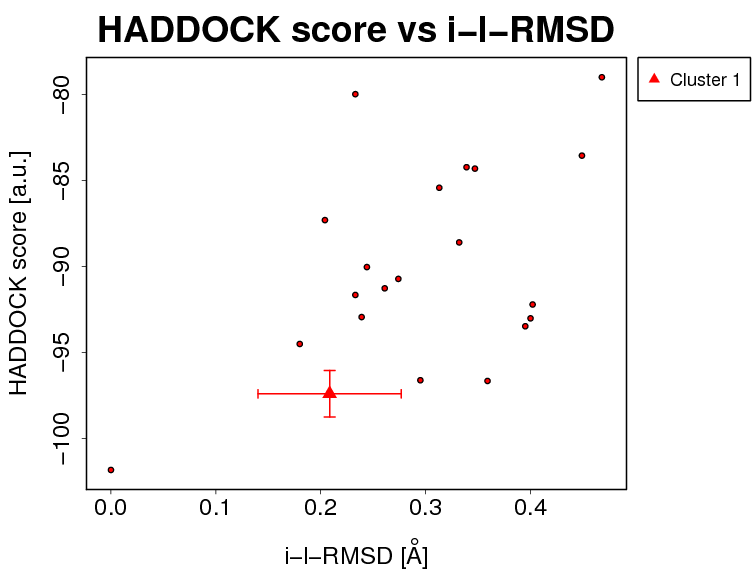 HADDOCK score vs i−l−RMSD
Cluster 1
HADDOCK score [a.u.]
−80
−85
−90
−95
−100
0.0
0.1
0.2
0.3
0.4
i−l−RMSD [Å]